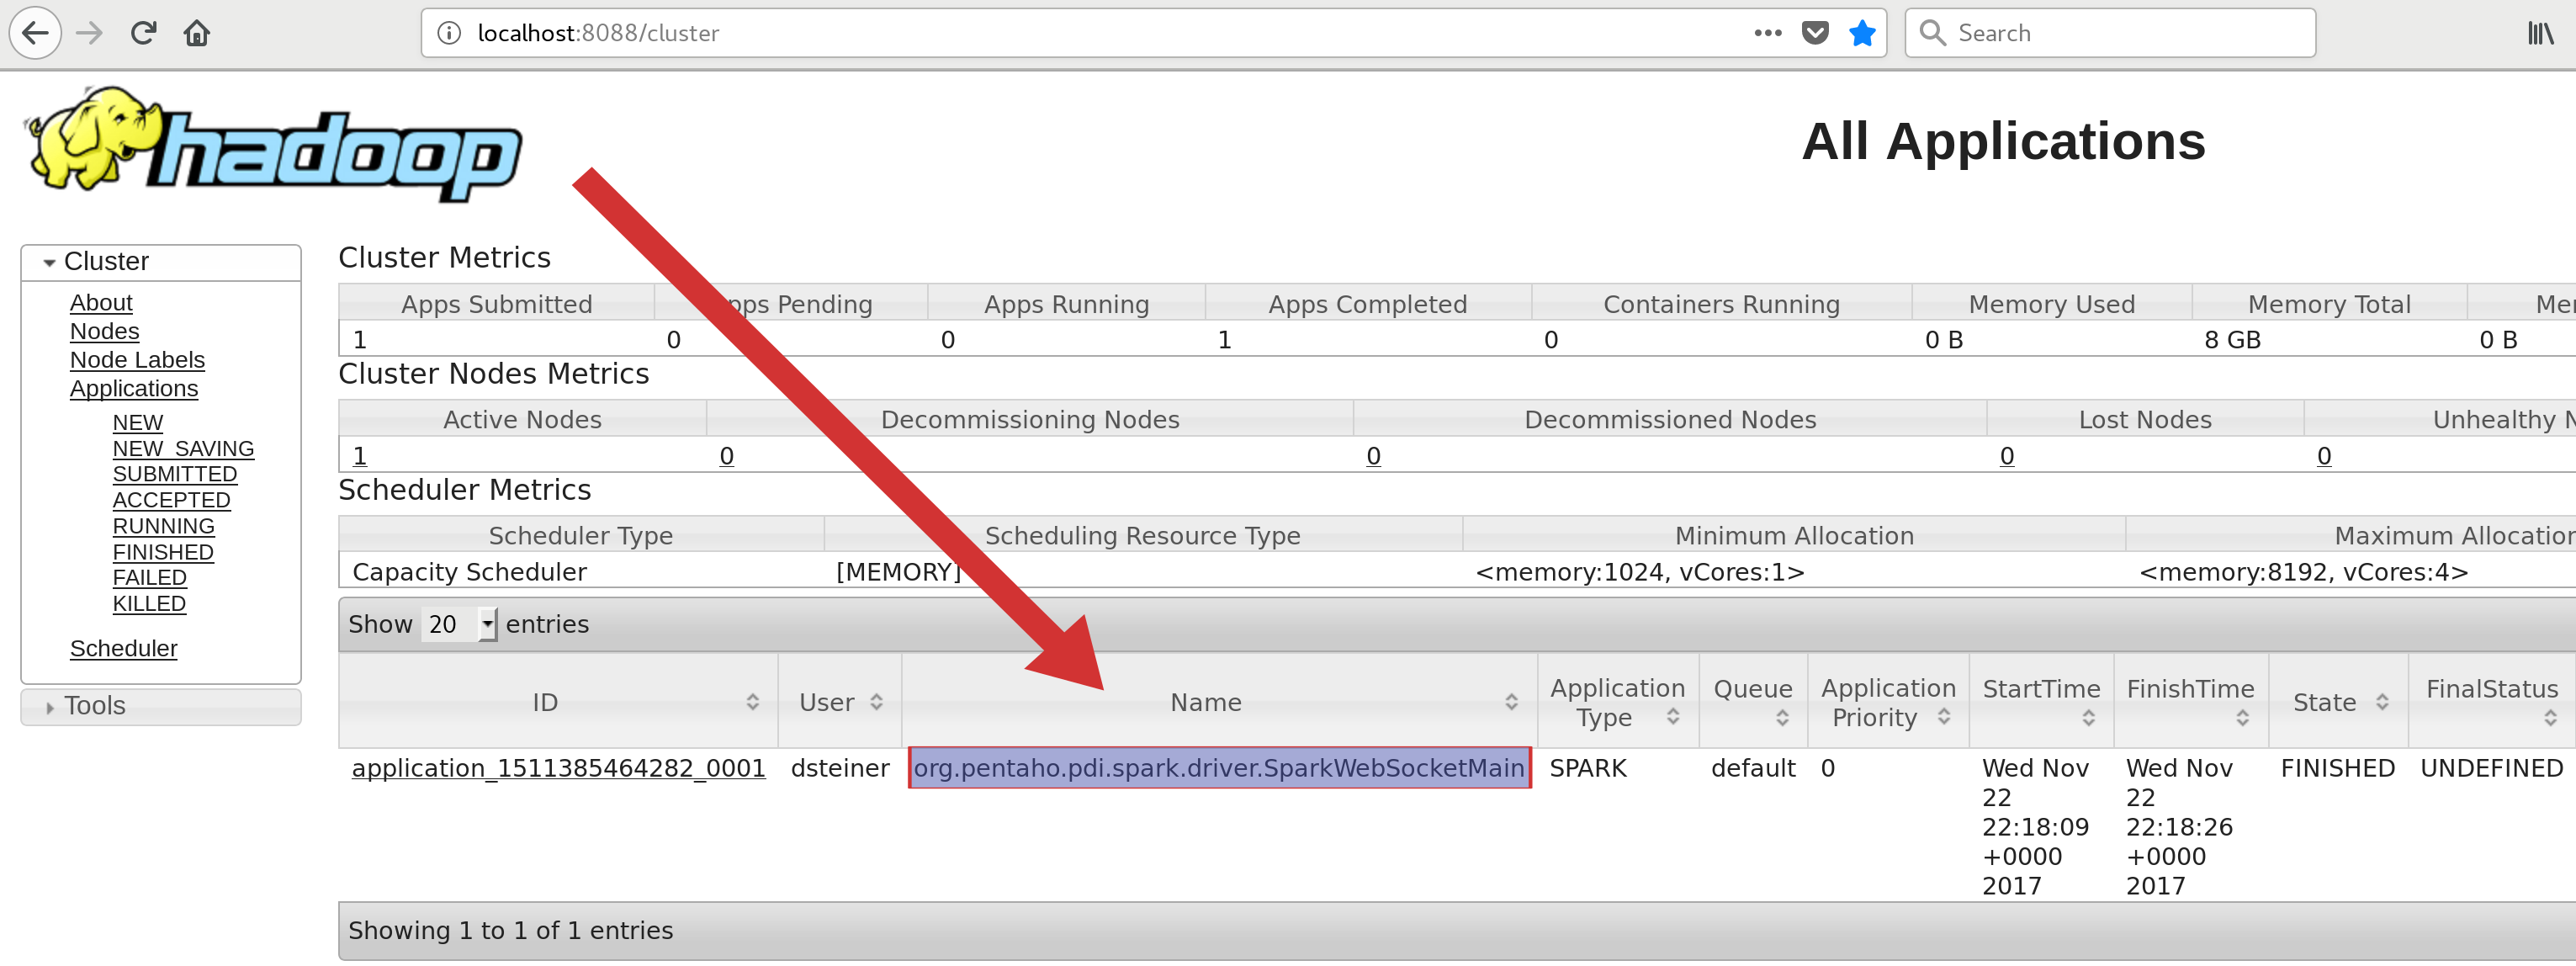 localhost:8088/cluster
Search
hadoop
All Applications
Cluster
About
Nodes
Node Labels
Applications
NEW
NEW_SAVING
SUBMITTED
ACCEPTED
RUNNING
FINISHED
FAILED
KILLED
Scheduler
Tools
Cluster Metrics
Apps Submitted Apps Pending Apps Running Apps Completed Containers Running Memory Used Memory Total
1 0 0 1 0 0 B 8 GB 0 B
Cluster Nodes Metrics
Active Nodes Decommissioning Nodes Decommissioned Nodes Lost Nodes Unhealthy
1 0 0 0 0
Scheduler Metrics
Scheduler Type Scheduling Resource Type Minimum Allocation Maximum Allocation
Capacity Scheduler [MEMORY] <memory:1024, vCores:1> <memory:8192, vCores:4>
Show 20 entries
ID User Name Application Type Queue Application Priority StartTime FinishTime State FinalStatus
application_1511385464282_0001 dsteiner org.pentaho.pdi.spark.driver.SparkWebSocketMain SPARK default 0 Wed Nov 22 22:18:09 +0000 2017 Wed Nov 22 22:18:26 +0000 2017 FINISHED UNDEFINED
Showing 1 to 1 of 1 entries